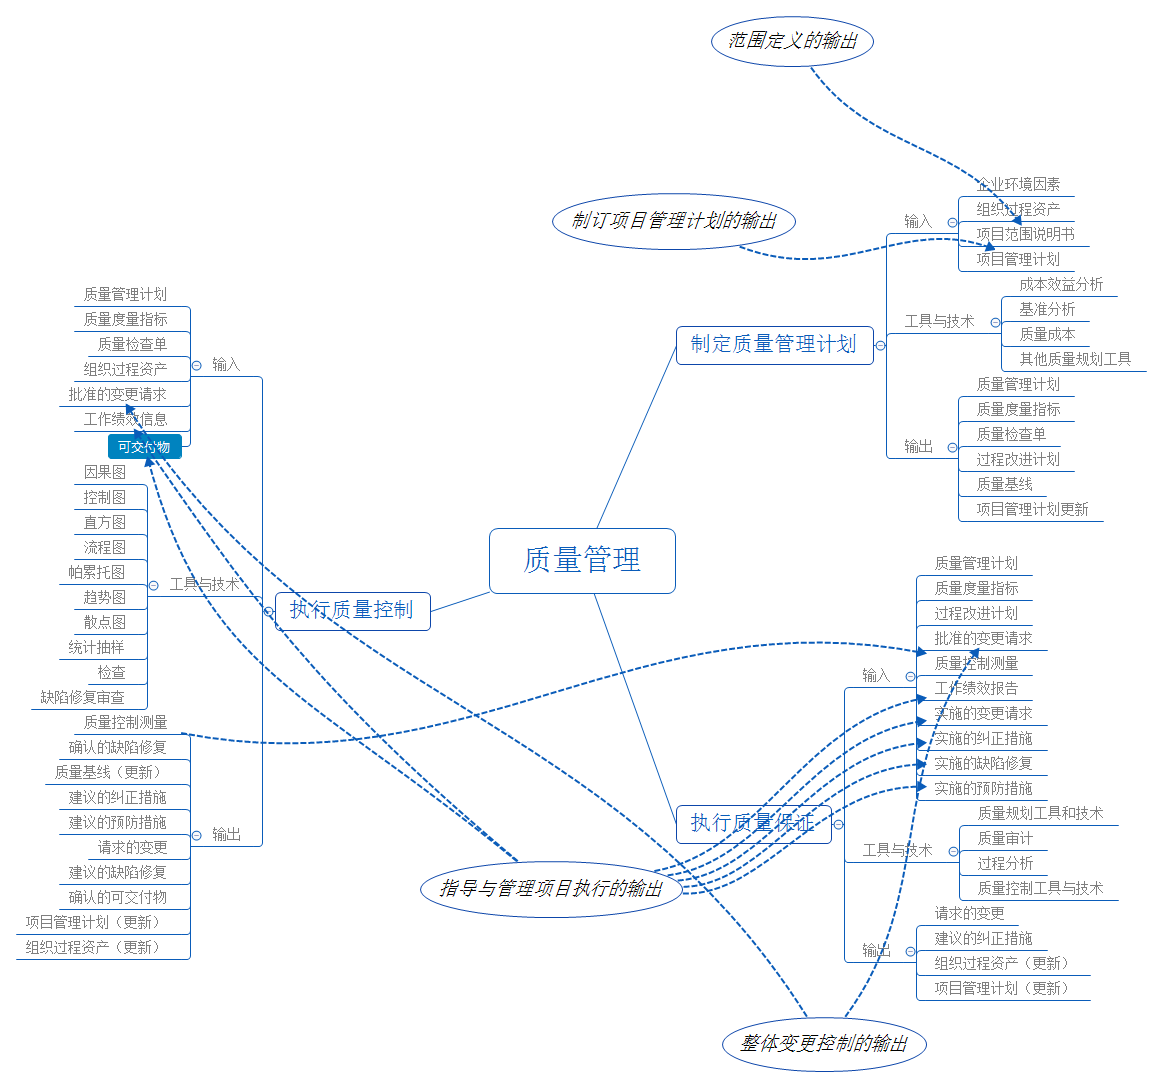 范围定义的输出
制订项目管理计划的输出
质量管理
制定质量管理计划
输入
企业环境因素
组织过程资产
项目范围说明书
项目管理计划
工具与技术
成本效益分析
基准分析
质量成本
其他质量规划工具
输出
质量管理计划
质量度量指标
质量检查单
过程改进计划
质量基线
项目管理计划更新
执行质量保证
输入
质量管理计划
质量度量指标
过程改进计划
批准的变更请求
质量控制测量
工作绩效报告
实施的变更请求
实施的纠正措施
实施的缺陷修复
实施的预防措施
工具与技术
质量规划工具和技术
质量审计
过程分析
质量控制工具与技术
输出
请求的变更
建议的纠正措施
组织过程资产（更新）
项目管理计划（更新）
执行质量控制
输入
质量管理计划
质量度量指标
质量检查单
组织过程资产
批准的变更请求
工作绩效信息
可交付物
工具与技术
因果图
控制图
直方图
流程图
帕累托图
趋势图
散点图
统计抽样
检查
缺陷修复审查
输出
质量控制测量
确认的缺陷修复
质量基线（更新）
建议的纠正措施
建议的预防措施
请求的变更
建议的缺陷修复
确认的可交付物
项目管理计划（更新）
组织过程资产（更新）
指导与管理项目执行的输出
整体变更控制的输出